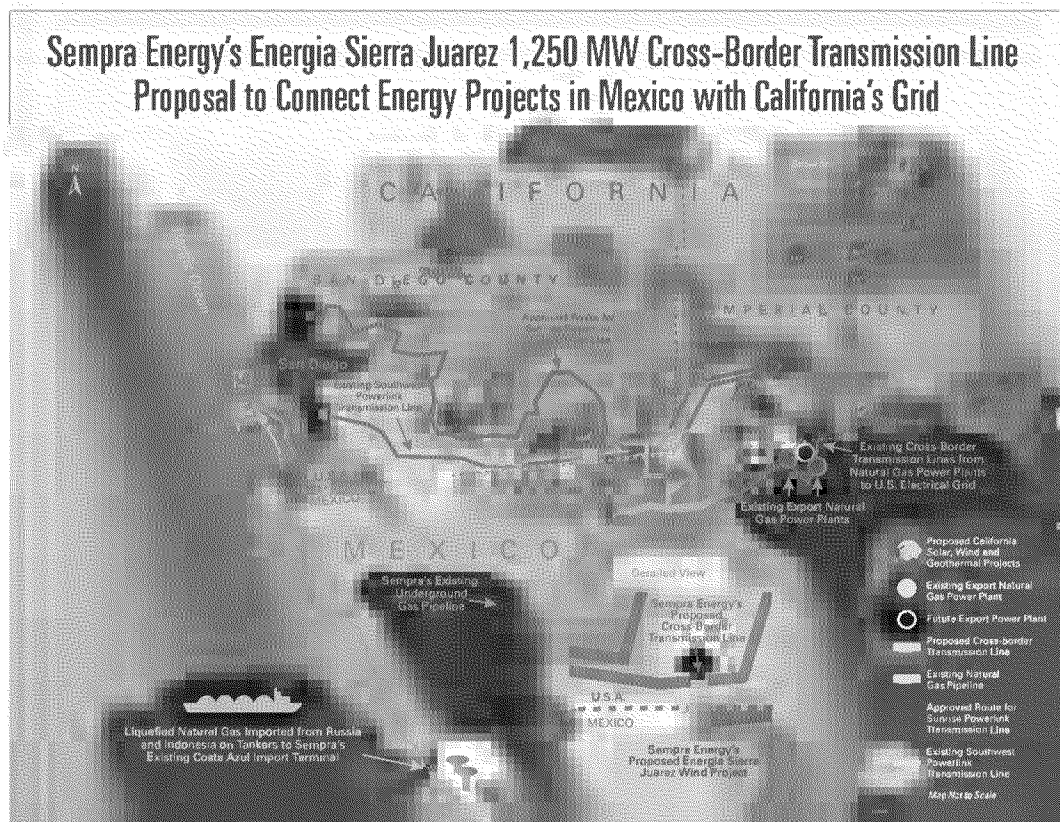 Sempra Energy's Energia Sierra Juarez 1,250 MW Cross-Border Transmission Line
Proposal to Connect Energy Projects in Mexico with California's Grid
N
CALIFORNIA
SAN DIEGO COUNTY
IMPERIAL COUNTY
Approved Route for
San Diego
Existing Southwest
Powerlink
Transmission Line
U.S.A.
MEXICO
Existing Cross Border
Transmission Lines from
Natural Gas Power Plants
to U.S. Electrical Grid
Existing Export Natural
Gas Power Plants
MEXICO
Sempra's Existing
Underground
Gas Pipeline
Detailed View
Sempra Energy's
Proposed
Cross-Border
Transmission Line
U.S.A.
MEXICO
Sempra Energy's
Proposed Energia Sierra
Juarez Wind Project
Liquefied Natural Gas Imported from Russia
and Indonesia on Tankers to Sempra's
Existing Costa Azul Import Terminal
Proposed California
Solar, Wind and
Geothermal Projects
Existing Export Natural
Gas Power Plant
Future Export Power Plant
Proposed Cross-border
Transmission Line
Existing Natural
Gas Pipeline
Approved Route for
Sunrise Powerlink
Transmission Line
Existing Southwest
Powerlink
Transmission Line
Map Not to Scale